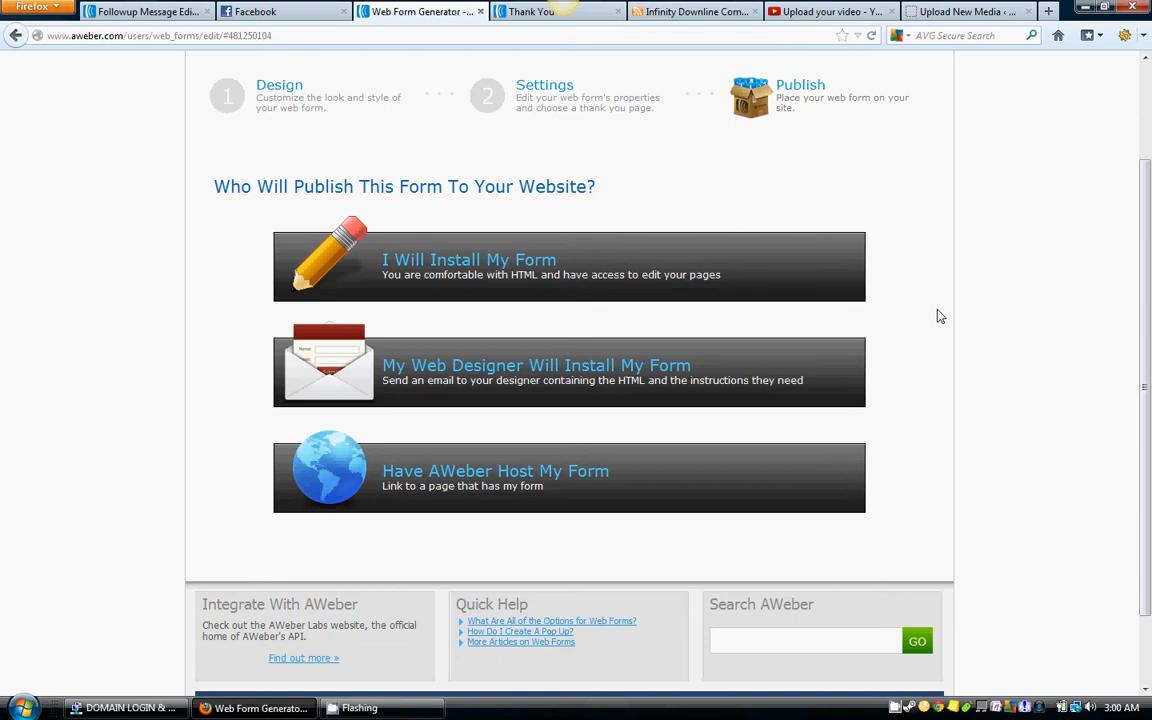 Firefox
Followup Message Edi...
Facebook
Web Form Generator -...
Thank You
Infinity Downline Com...
Upload your video - Y...
Upload New Media ‹ ...
www.aweber.com/users/web_forms/edit/#481250104
AVG Secure Search
1
Design
Customize the look and style of
your web form.
2
Settings
Edit your web form's properties
and choose a thank you page.
Publish
Place your web form on your
site.
Who Will Publish This Form To Your Website?
I Will Install My Form
You are comfortable with HTML and have access to edit your pages
My Web Designer Will Install My Form
Send an email to your designer containing the HTML and the instructions they need
Have AWeber Host My Form
Link to a page that has my form
Integrate With AWeber
Check out the AWeber Labs website, the official
home of AWeber's API.
Find out more »
Quick Help
What Are All of the Options for Web Forms?
How Do I Create A Pop Up?
More Articles on Web Forms
Search AWeber
GO
DOMAIN LOGIN & ...
Web Form Generato...
Flashing
3:00 AM